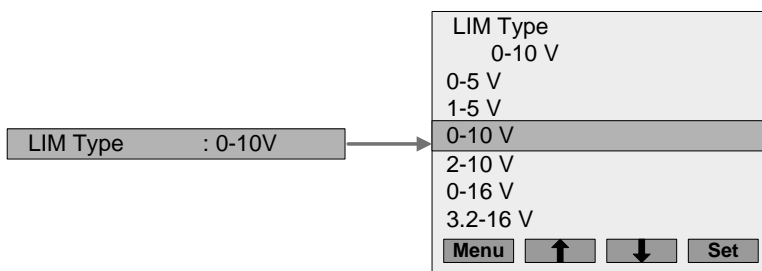 LIM Type : 0-10V
LIM Type
0-10 V
0-5 V
1-5 V
0-10 V
2-10 V
0-16 V
3.2-16 V
Menu Set